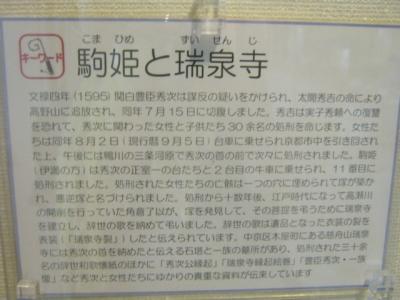 キーワード
こまひめ ずいせんじ
駒姫と瑞泉寺
文禄四年(1595)関白豊臣秀次は謀反の疑いをかけられ、太閤秀吉の命により
高野山に追放され、同年7月15日に切腹しました。秀吉は実子秀頼への復讐
を恐れて、秀次に関わった女性と子供たち30余名の処刑を命じます。女性た
ちは同年8月2日(現行暦9月5日)台車に乗せられ京都市中を引き回され
た上、午後には鴨川の三条河原で秀次の首の前で次々に処刑されました。駒姫
(伊満の方)は秀次の正室一の台たちと2台目の牛車に乗せられ、11番目に
処刑されました。処刑された女性たちの亡骸は一つの穴に埋められて塚が築か
れ、悪逆塚と名づけられました。処刑から十数年後、江戸時代になって高瀬川
の開削を行っていた角倉了以が、塚を発見して、その菩提を弔うために瑞泉寺
を建立し、辞世の歌を納めて弔いました。辞世の歌は遺品となった衣装の裂を
表装(「瑞泉寺裂」)したと伝えられています。中京区木屋町にある慈舟山瑞泉
寺には秀次の首を納めたと伝える石塔と一族の墓所があり、処刑された三十余
名の辞世和歌懐紙のほかに「秀次公縁起」「瑞泉寺縁起絵巻」「豊臣秀次・一族
像」など秀次と女性たちにゆかりの貴重な資料が伝来しています